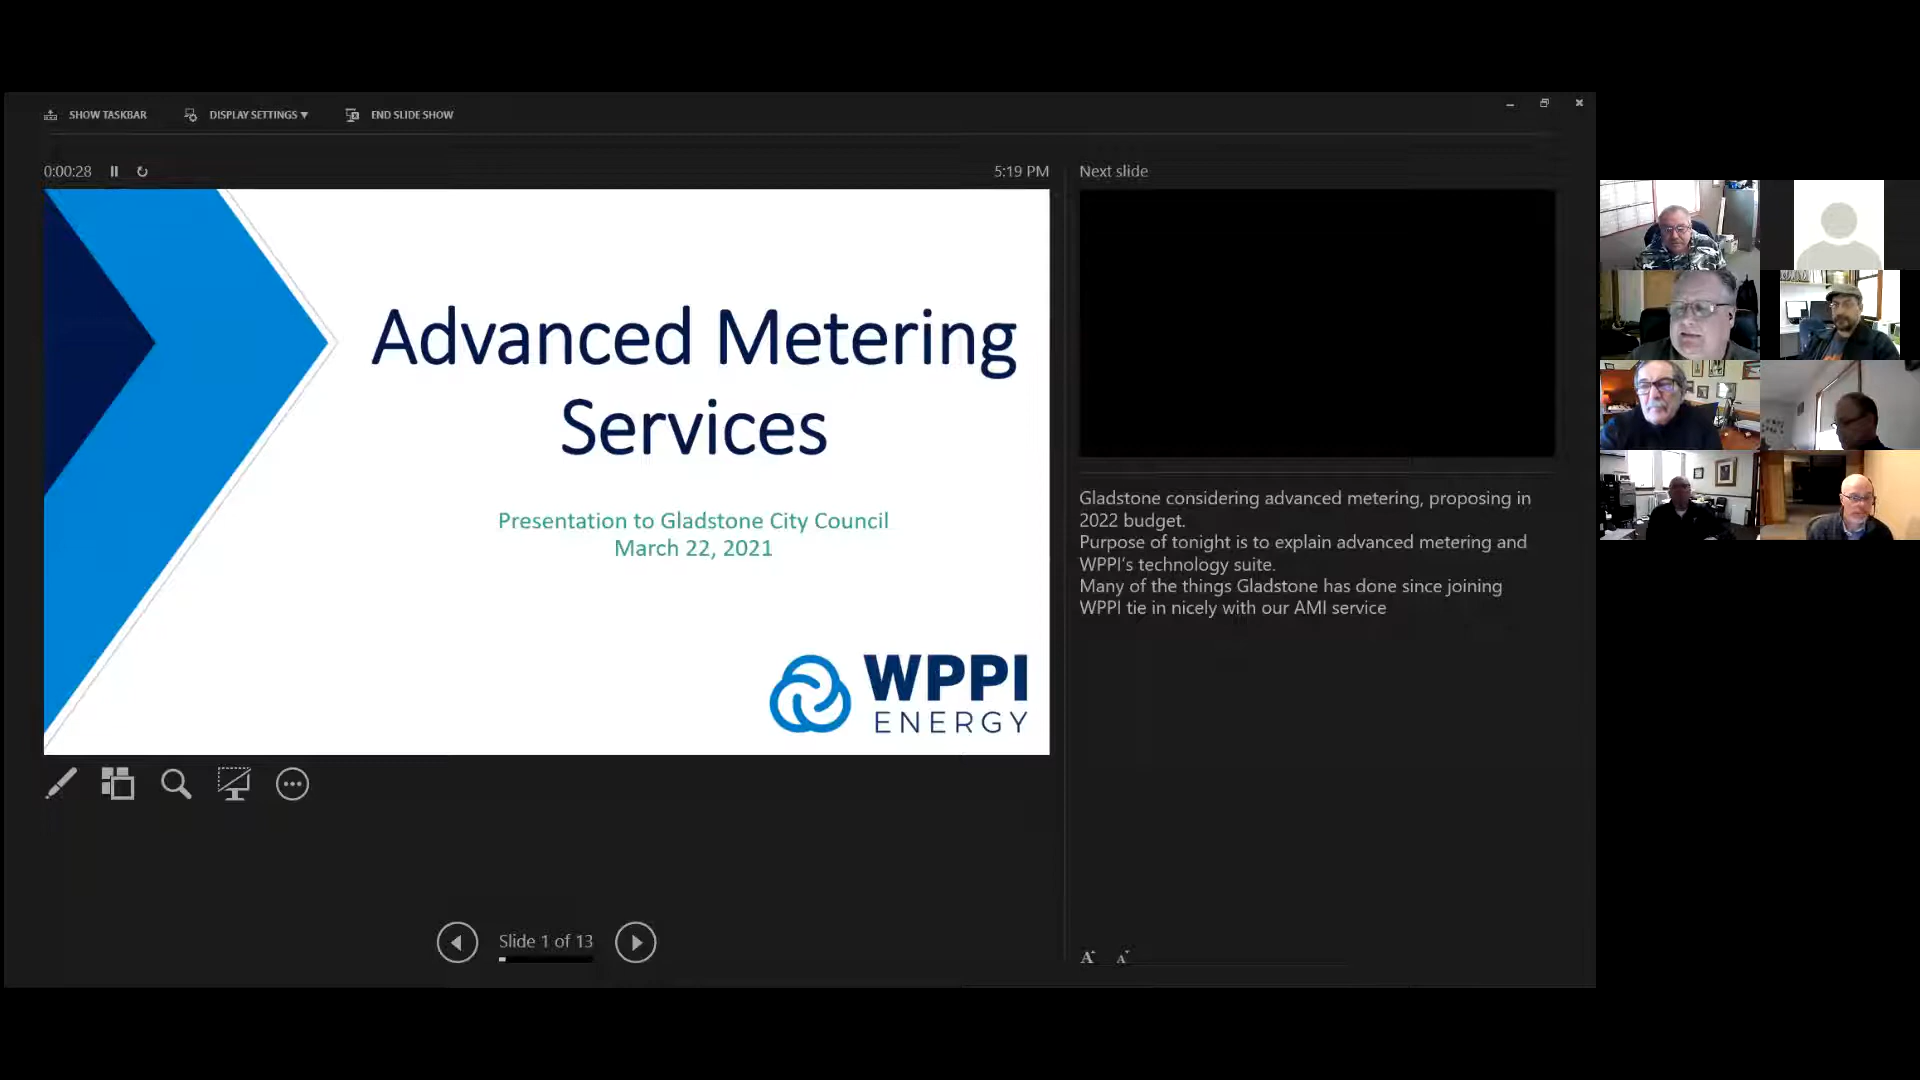 SHOW TASKBAR
DISPLAY SETTINGS ▼
END SLIDE SHOW
0:00:28
5:19 PM
Next slide
Advanced Metering
Services
Presentation to Gladstone City Council
March 22, 2021
WPPI
ENERGY
Gladstone considering advanced metering, proposing in
2022 budget.
Purpose of tonight is to explain advanced metering and
WPPI's technology suite.
Many of the things Gladstone has done since joining
WPPI tie in nicely with our AMI service
Slide 1 of 13
A A